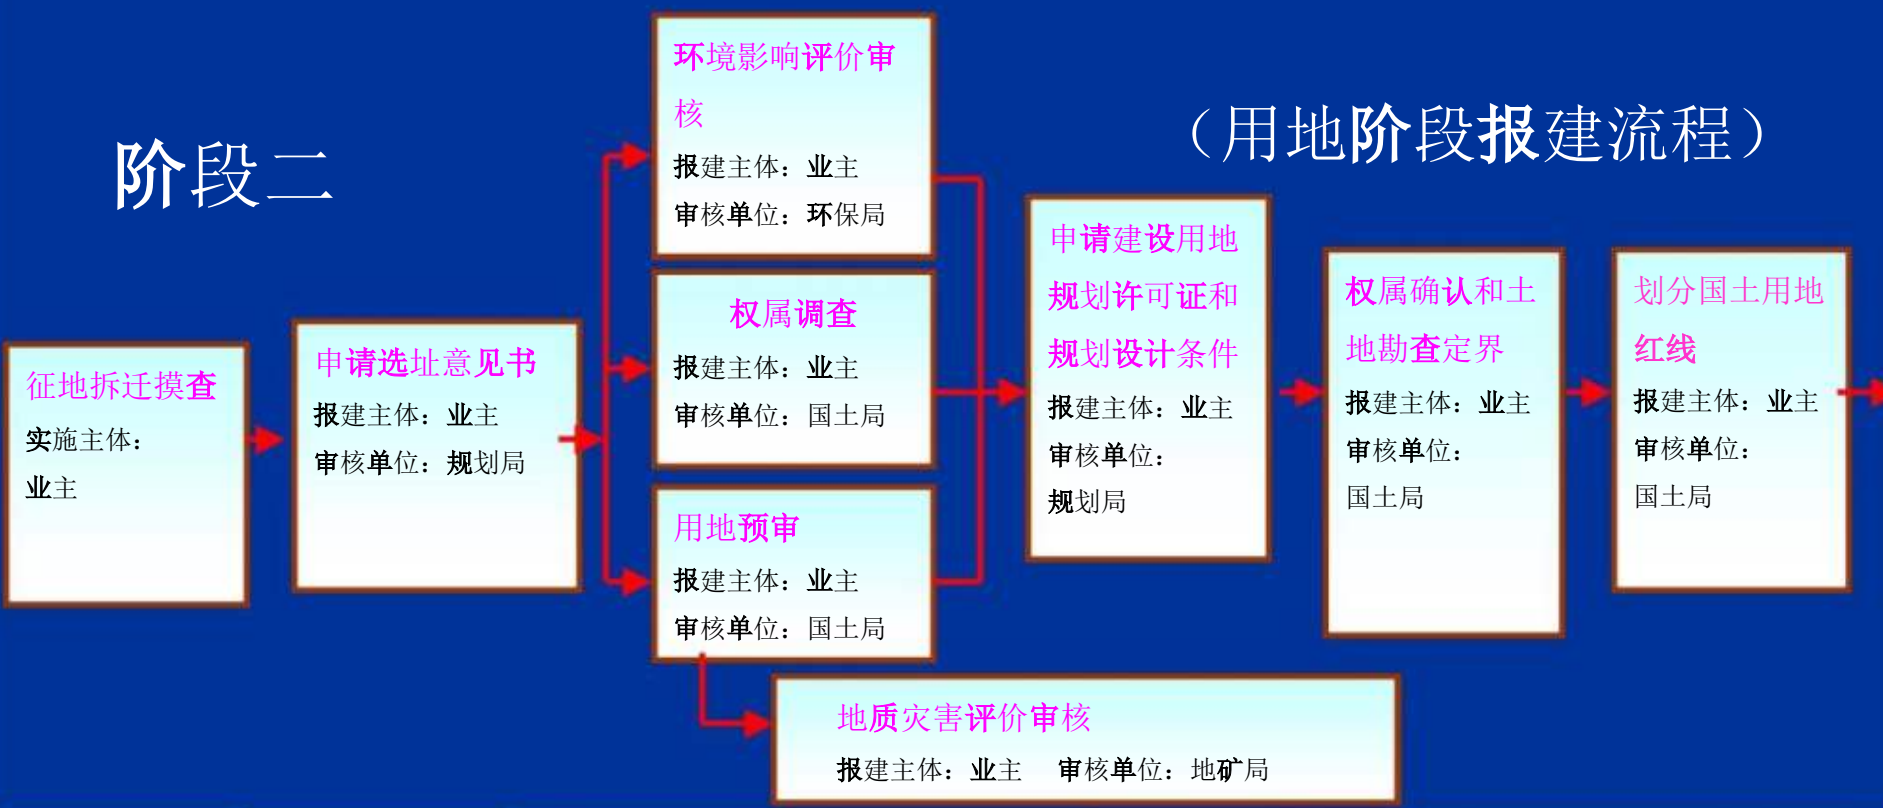 阶段二
（用地阶段报建流程）
征地拆迁摸查
实施主体：
业主
申请选址意见书
报建主体：业主
审核单位：规划局
环境影响评价审
核
报建主体：业主
审核单位：环保局
权属调查
报建主体：业主
审核单位：国土局
用地预审
报建主体：业主
审核单位：国土局
地质灾害评价审核
报建主体：业主 审核单位：地矿局
申请建设用地
规划许可证和
规划设计条件
报建主体：业主
审核单位：
规划局
权属确认和土
地勘查定界
报建主体：业主
审核单位：
国土局
划分国土用地
红线
报建主体：业主
审核单位：
国土局